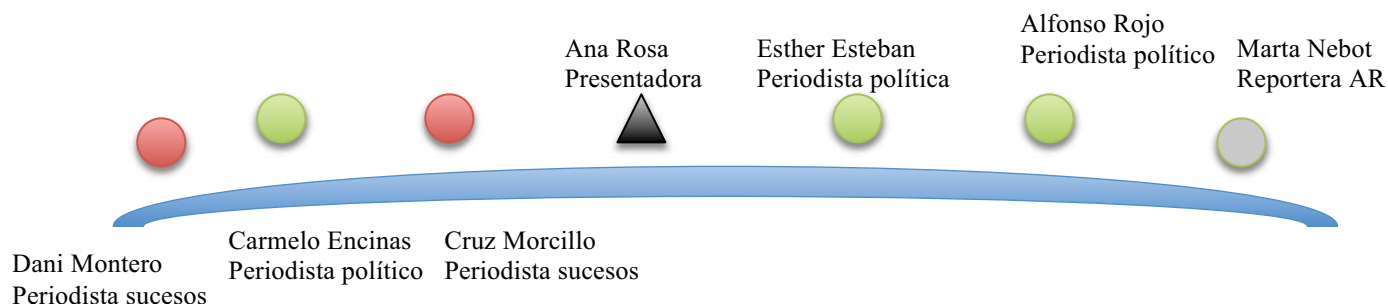 Ana Rosa
Presentadora
Esther Esteban
Periodista política
Alfonso Rojo
Periodista político
Marta Nebot
Reportera AR
Dani Montero
Periodista sucesos
Carmelo Encinas
Periodista político
Cruz Morcillo
Periodista sucesos